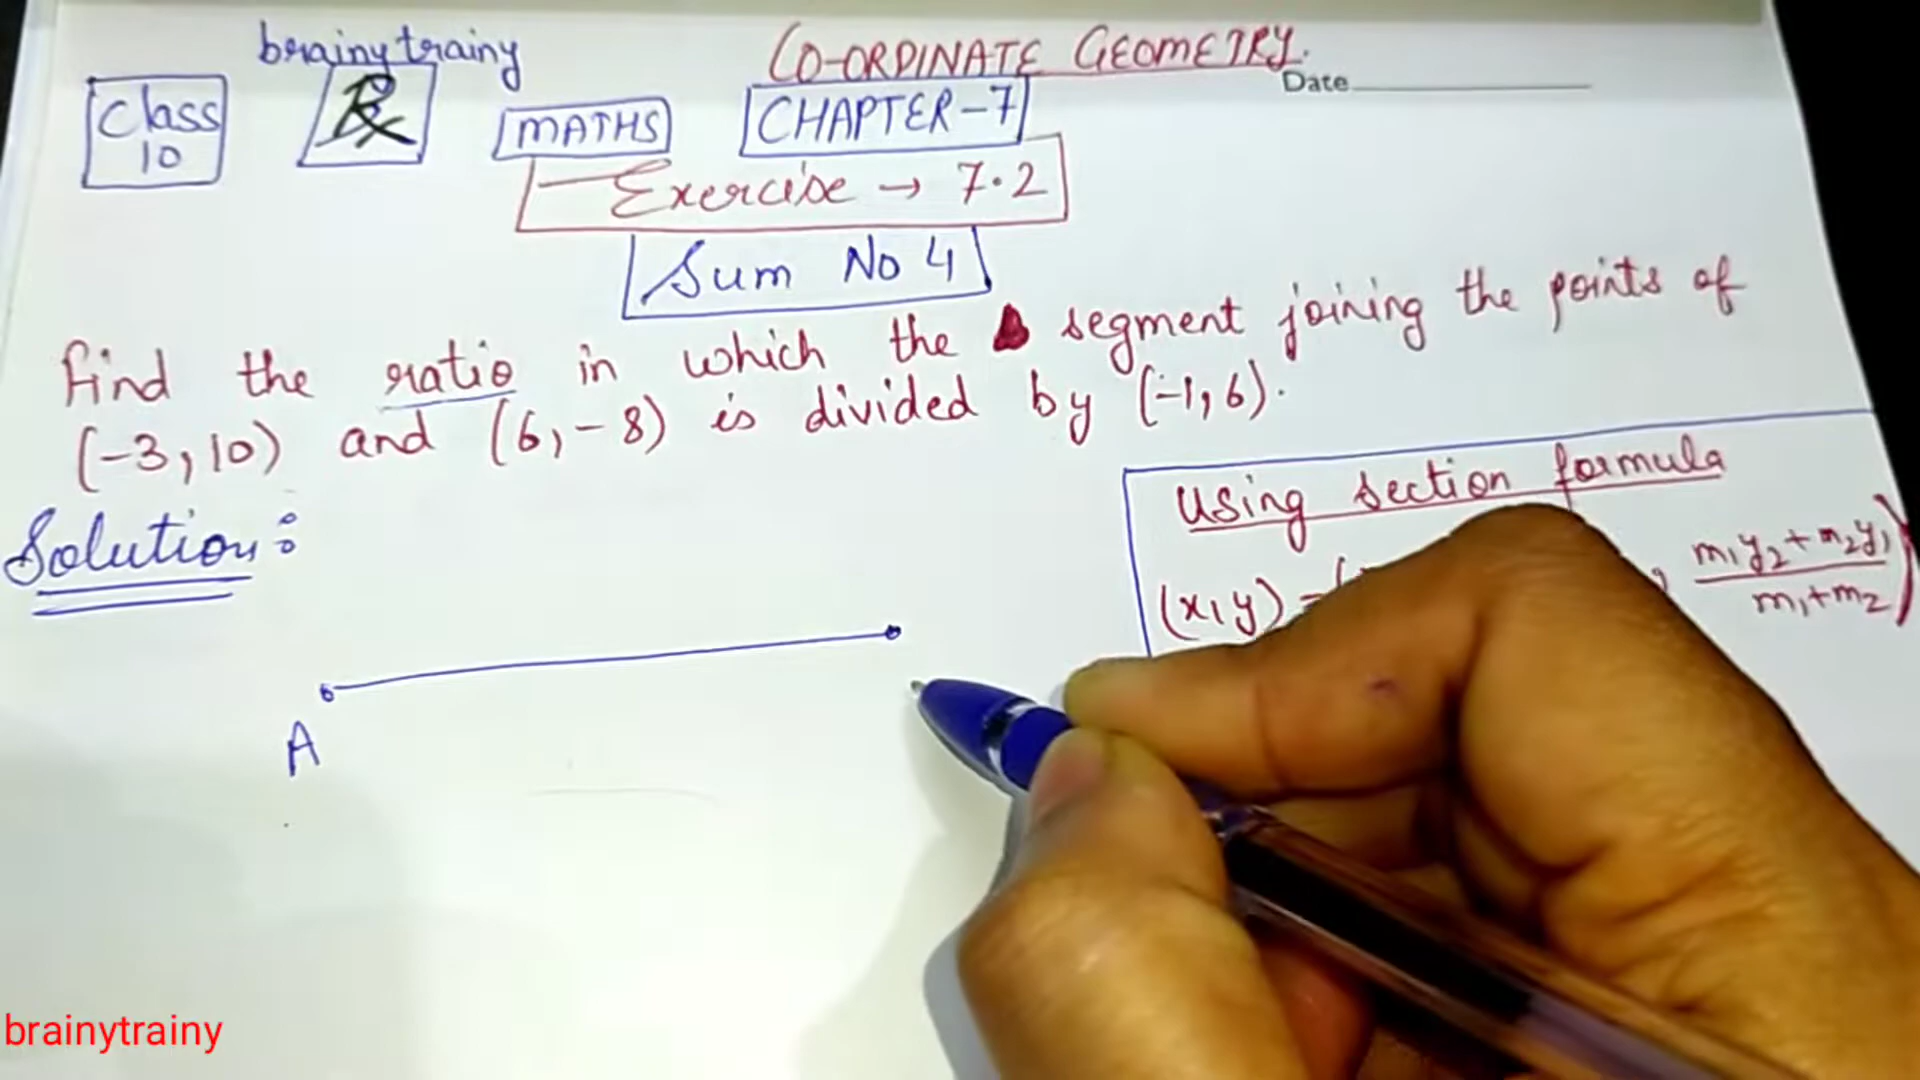 brainy trainy
CO-ORDINATE GEOMETRY.
Date
Class
10
MATHS
CHAPTER-7
Exercise → 7.2
Sum No 4
Find the ratio in which the segment joining the points of
(-3,10) and (6,-8) is divided by (-1,6).
Using section formula
Solution:
(x,y) = (
, m₁y₂+m₂y₁)
m₁+m₂
A
brainytrainy